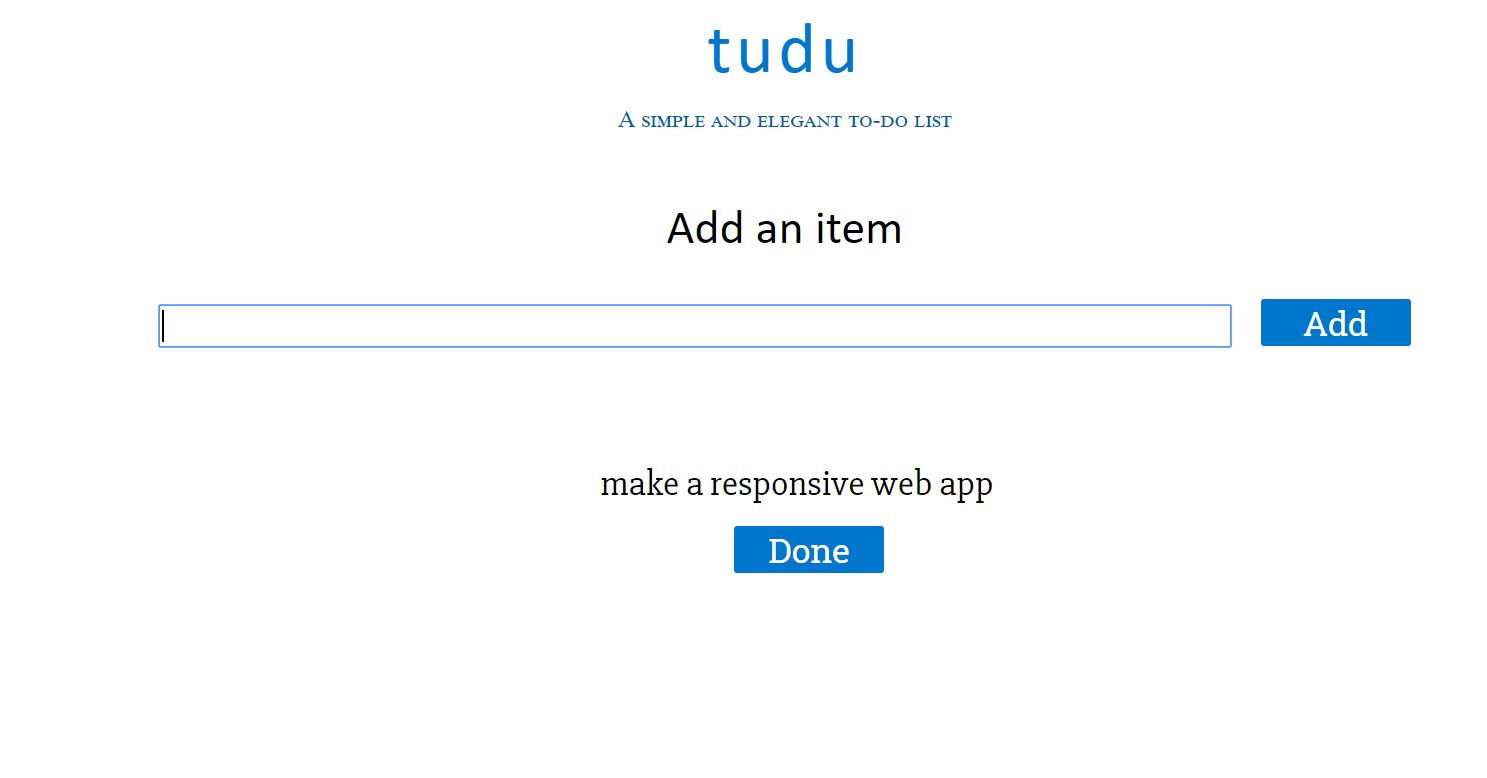 tudu
A simple and elegant to-do list
Add an item
Add
make a responsive web app
Done